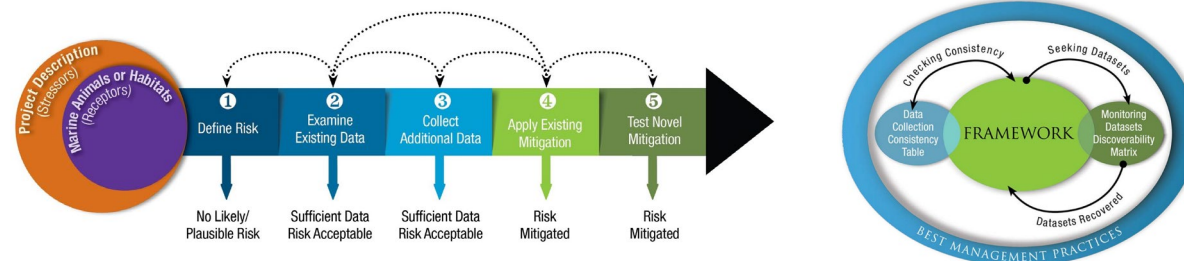 Project Description
(Stressors)
Marine Animals or Habitats
(Receptors)
1
Define Risk
2
Examine
Existing Data
3
Collect
Additional Data
4
Apply Existing
Mitigation
5
Test Novel
Mitigation
No Likely/
Plausible Risk
Sufficient Data
Risk Acceptable
Sufficient Data
Risk Acceptable
Risk
Mitigated
Risk
Mitigated
Checking Consistency
Seeking Datasets
Data
Collection
Consistency
Table
FRAMEWORK
Monitoring
Datasets
Discoverability
Matrix
Datasets Recovered
BEST MANAGEMENT PRACTICES